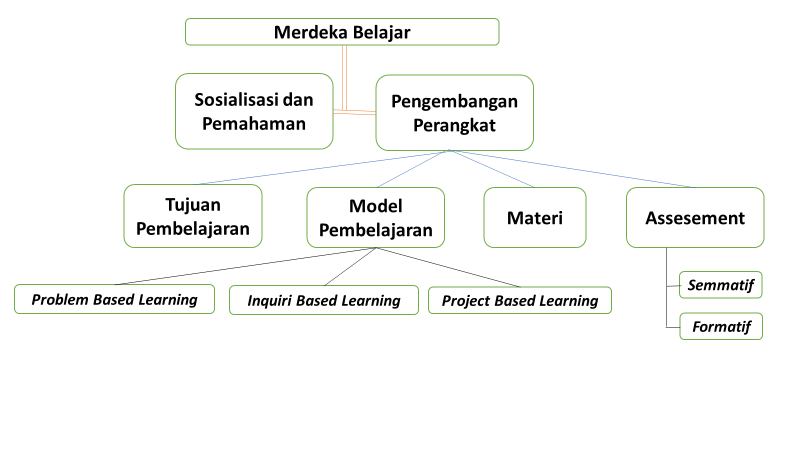 Merdeka Belajar
Sosialisasi dan
Pemahaman
Pengembangan
Perangkat
Tujuan
Pembelajaran
Model
Pembelajaran
Materi
Assesement
Problem Based Learning
Inquiri Based Learning
Project Based Learning
Semmatif
Formatif